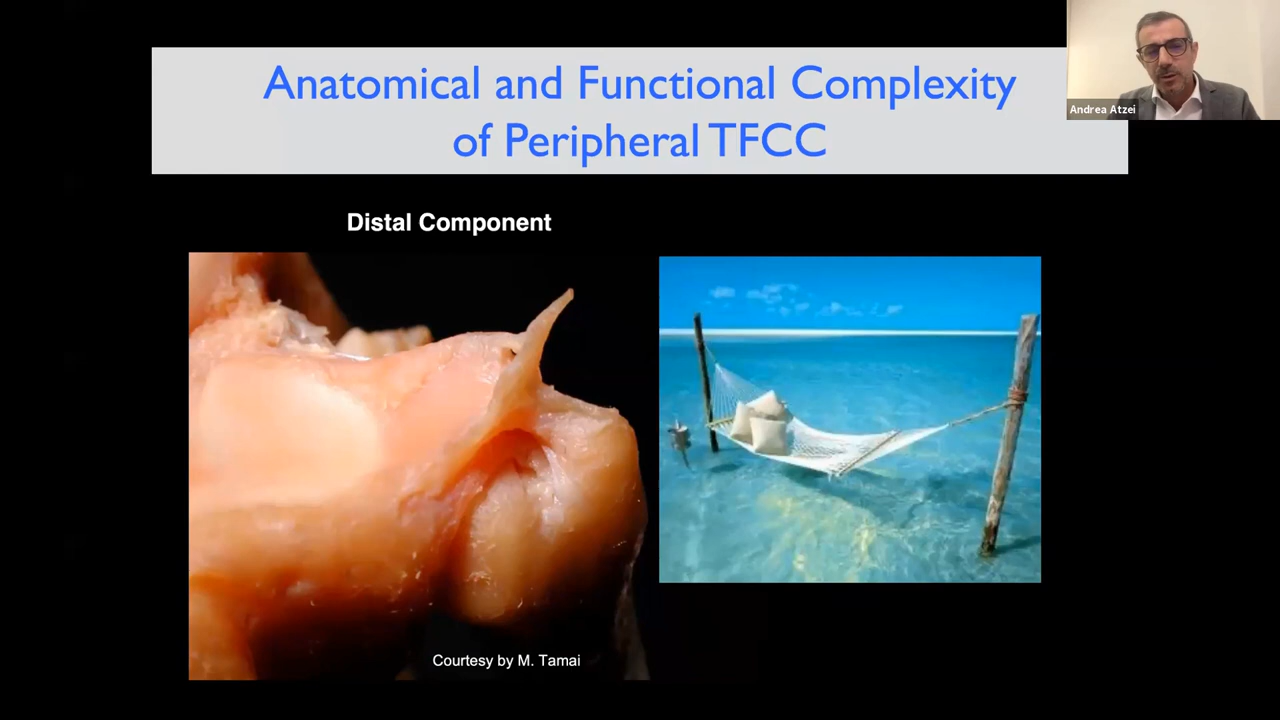 Anatomical and Functional Complexity
of Peripheral TFCC
Andrea Atzei
Distal Component
Courtesy by M. Tamai